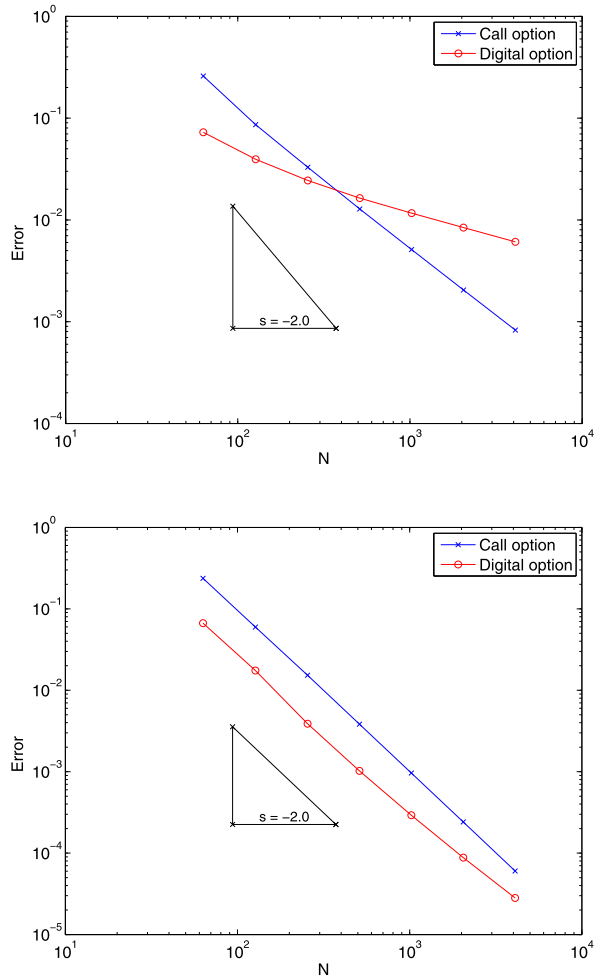 10^0
Call option
Digital option
10^-1
10^-2
Error
10^-3
s = −2.0
10^-4
10^1
10^2
10^3
10^4
N
10^0
Call option
Digital option
10^-1
10^-2
Error
10^-3
s = −2.0
10^-4
10^-5
10^1
10^2
10^3
10^4
N